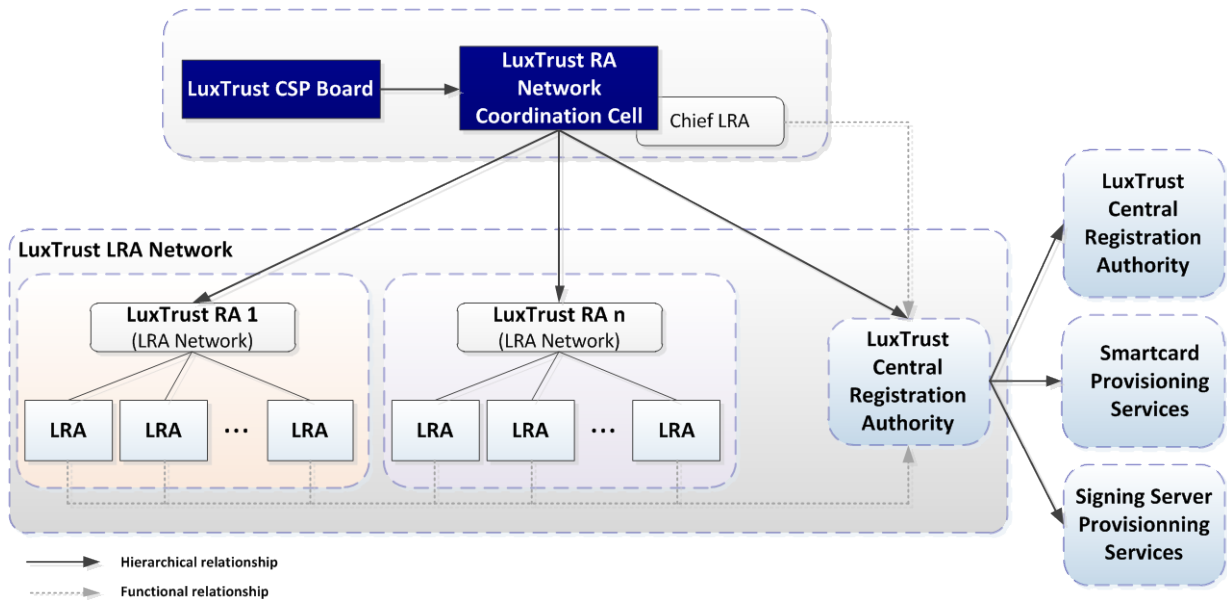 LuxTrust CSP Board
LuxTrust RA
Network
Coordination Cell
Chief LRA
LuxTrust LRA Network
LuxTrust RA 1
(LRA Network)
LRA
LRA
...
LRA
LuxTrust RA n
(LRA Network)
LRA
LRA
...
LRA
LuxTrust
Central
Registration
Authority
LuxTrust
Central
Registration
Authority
Smartcard
Provisioning
Services
Signing Server
Provisionning
Services
Hierarchical relationship
Functional relationship